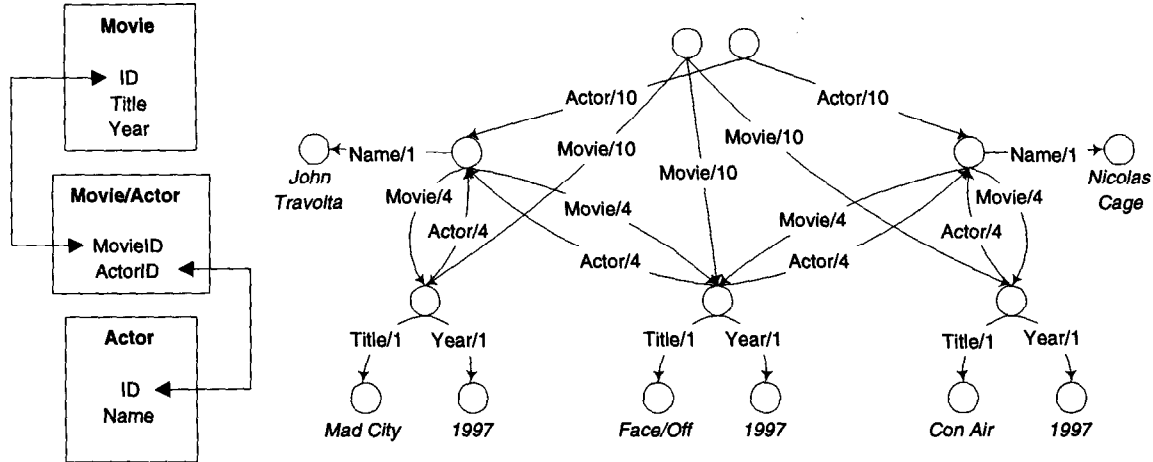 Movie
ID
Title
Year
Movie/Actor
MovieID
ActorID
Actor
ID
Name
Actor/10
Actor/10
Movie/10
Movie/10
Movie/10
Name/1
Name/1
John
Travolta
Nicolas
Cage
Movie/4
Movie/4
Movie/4
Movie/4
Actor/4
Actor/4
Actor/4
Actor/4
Title/1
Year/1
Title/1
Year/1
Title/1
Year/1
Mad City
1997
Face/Off
1997
Con Air
1997